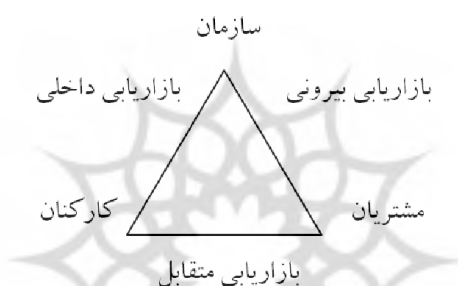 سازمان
بازاریابی بیرونی
بازاریابی داخلی
مشتریان
کارکنان
بازاریابی متقابل